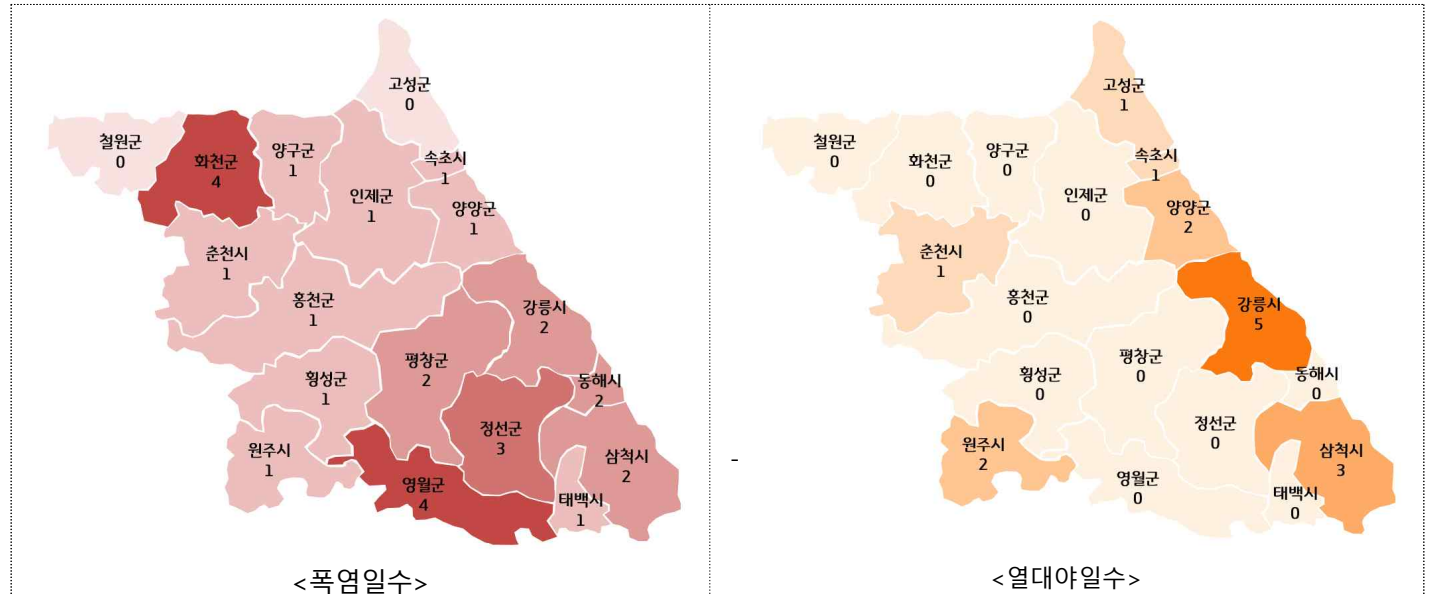 고성군
0
철원군
0
화천군
4
양구군
1
속초시
1
인제군
1
양양군
1
춘천시
1
홍천군
1
강릉시
2
평창군
2
횡성군
1
동해시
2
정선군
3
원주시
1
삼척시
2
영월군
4
태백시
1
<폭염일수>
-
고성군
1
철원군
0
화천군
0
양구군
0
속초시
1
인제군
0
양양군
2
춘천시
1
홍천군
0
강릉시
5
평창군
0
횡성군
0
동해시
0
정선군
0
원주시
2
삼척시
3
영월군
0
태백시
0
<열대야일수>